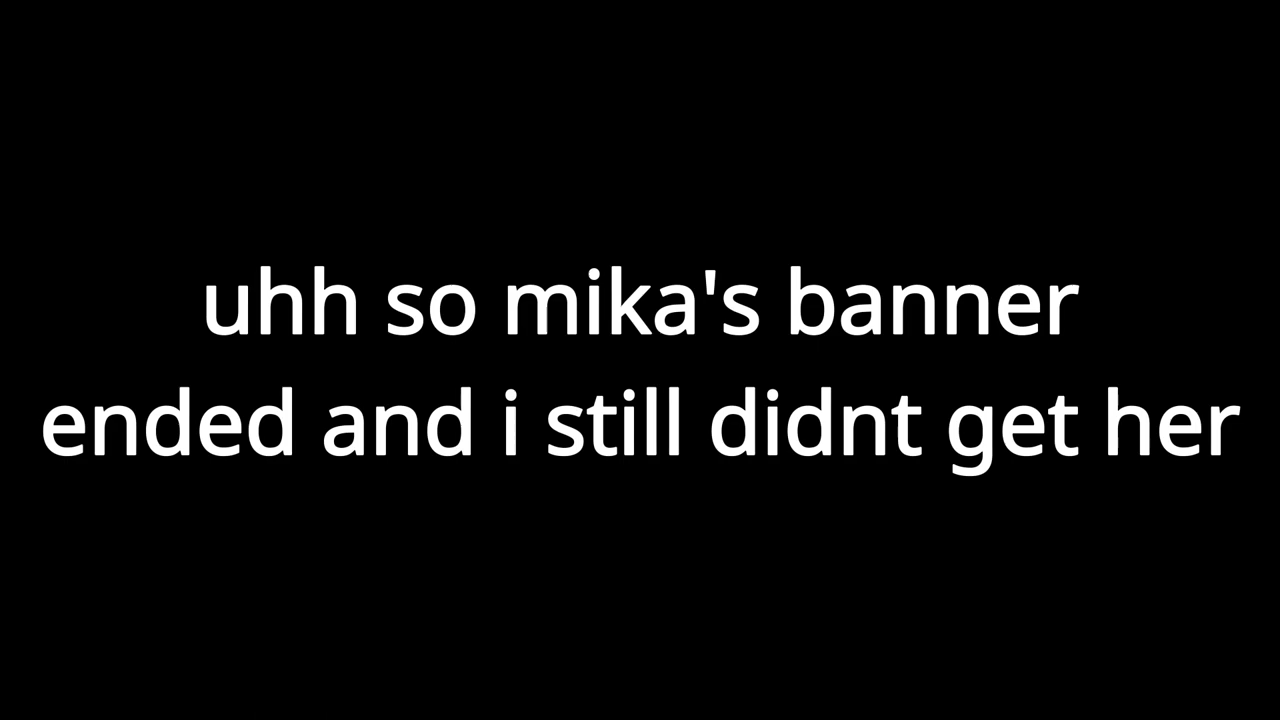 uhh so mika's banner
ended and i still didnt get her